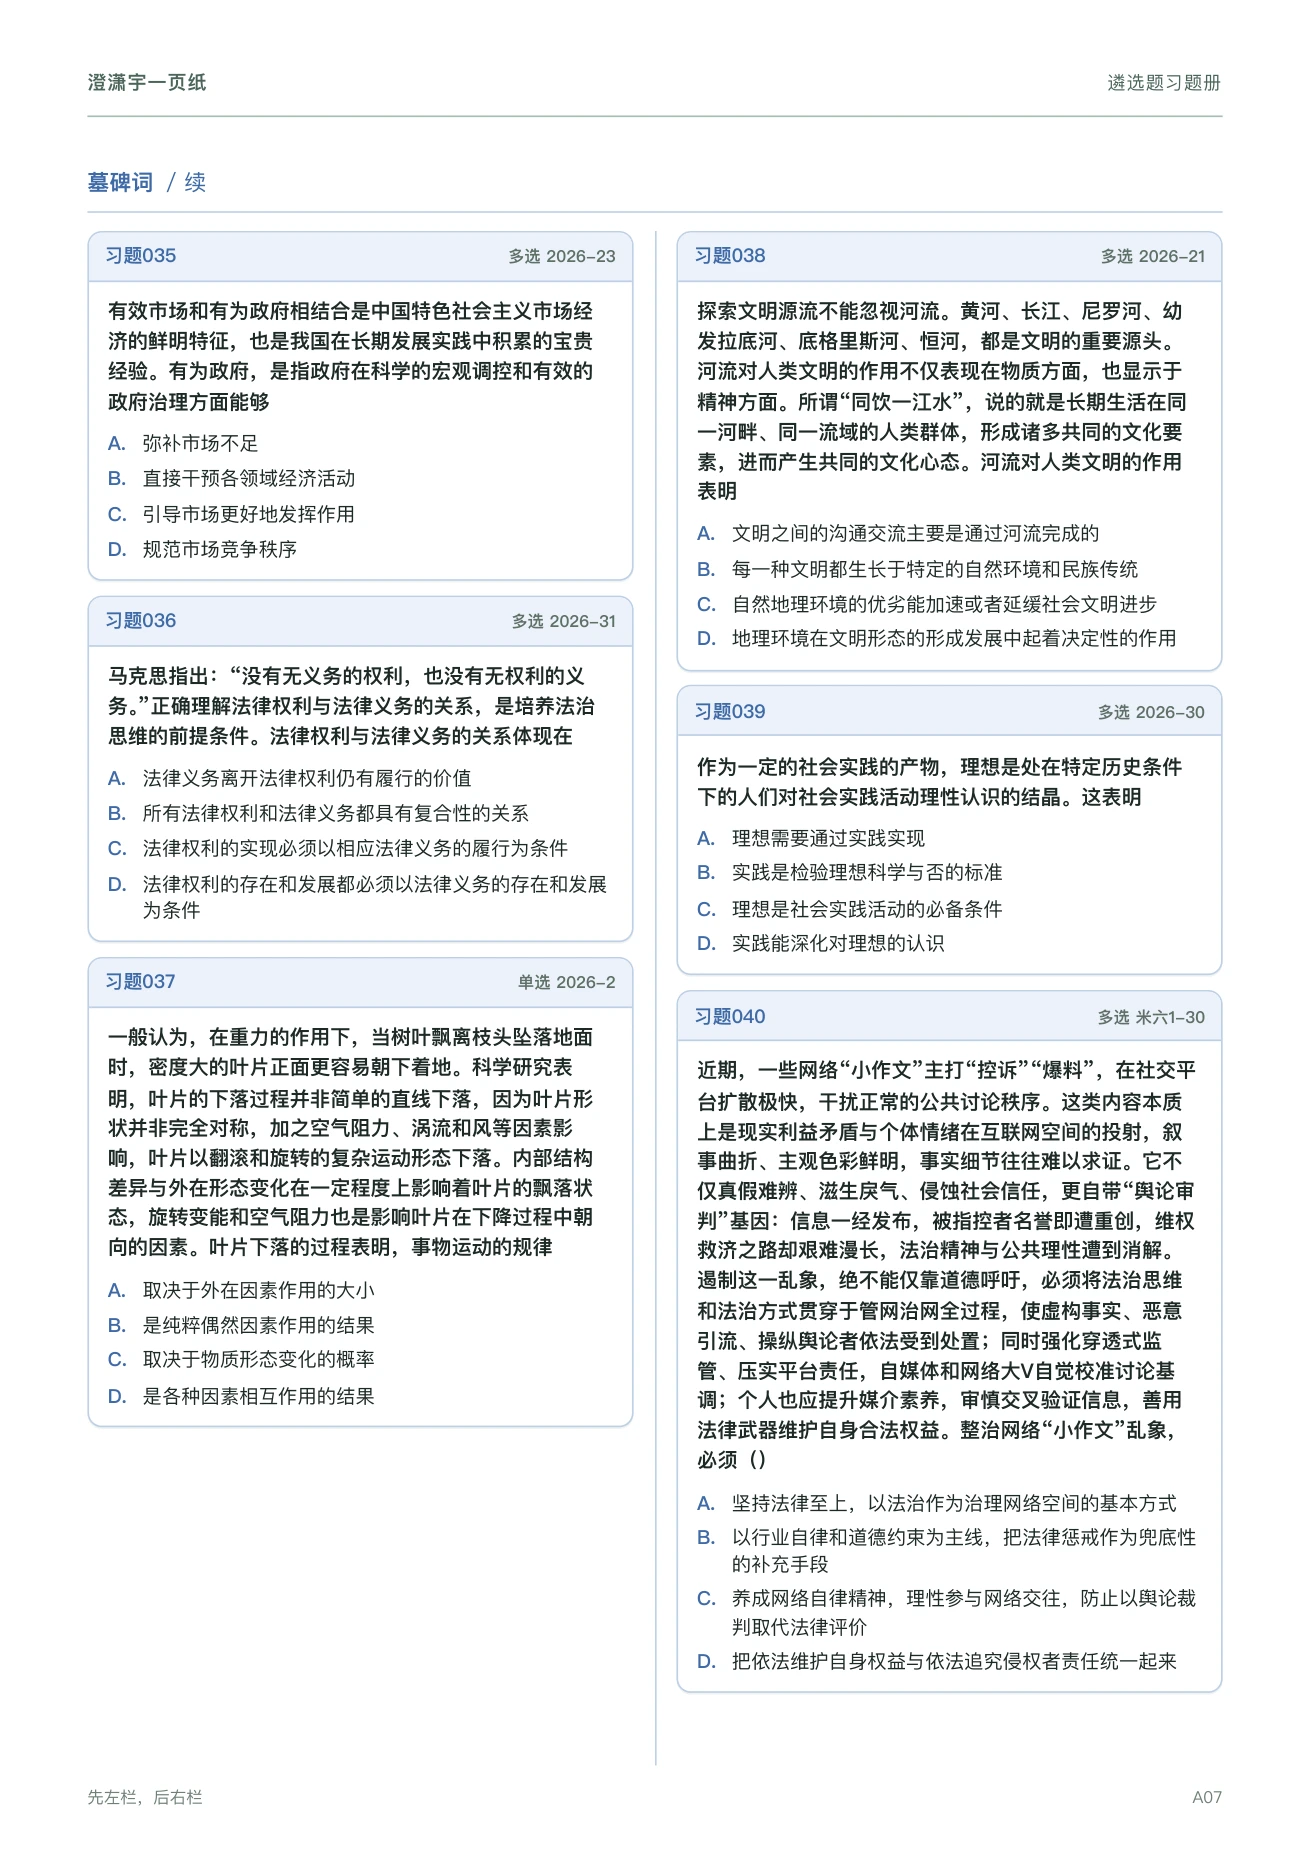 澄潇宇一页纸
遴选题习题册
墓碑词 / 续
习题035 多选 2026-23
有效市场和有为政府相结合是中国特色社会主义市场经
济的鲜明特征，也是我国在长期发展实践中积累的宝贵
经验。有为政府，是指政府在科学的宏观调控和有效的
政府治理方面能够
A. 弥补市场不足
B. 直接干预各领域经济活动
C. 引导市场更好地发挥作用
D. 规范市场竞争秩序
习题036 多选 2026-31
马克思指出：“没有无义务的权利，也没有无权利的义
务。”正确理解法律权利与法律义务的关系，是培养法治
思维的前提条件。法律权利与法律义务的关系体现在
A. 法律义务离开法律权利仍有履行的价值
B. 所有法律权利和法律义务都具有复合性的关系
C. 法律权利的实现必须以相应法律义务的履行为条件
D. 法律权利的存在和发展都必须以法律义务的存在和发展
为条件
习题037 单选 2026-2
一般认为，在重力的作用下，当树叶飘离枝头坠落地面
时，密度大的叶片正面更容易朝下着地。科学研究表
明，叶片的下落过程并非简单的直线下落，因为叶片形
状并非完全对称，加之空气阻力、涡流和风等因素影
响，叶片以翻滚和旋转的复杂运动形态下落。内部结构
差异与外在形态变化在一定程度上影响着叶片的飘落状
态，旋转变能和空气阻力也是影响叶片在下降过程中朝
向的因素。叶片下落的过程表明，事物运动的规律
A. 取决于外在因素作用的大小
B. 是纯粹偶然因素作用的结果
C. 取决于物质形态变化的概率
D. 是各种因素相互作用的结果
习题038 多选 2026-21
探索文明源流不能忽视河流。黄河、长江、尼罗河、幼
发拉底河、底格里斯河、恒河，都是文明的重要源头。
河流对人类文明的作用不仅表现在物质方面，也显示于
精神方面。所谓“同饮一江水”，说的就是长期生活在同
一河畔、同一流域的人类群体，形成诸多共同的文化要
素，进而产生共同的文化心态。河流对人类文明的作用
表明
A. 文明之间的沟通交流主要是通过河流完成的
B. 每一种文明都生长于特定的自然环境和民族传统
C. 自然地理环境的优劣能加速或者延缓社会文明进步
D. 地理环境在文明形态的形成发展中起着决定性的作用
习题039 多选 2026-30
作为一定的社会实践的产物，理想是处在特定历史条件
下的人们对社会实践活动理性认识的结晶。这表明
A. 理想需要通过实践实现
B. 实践是检验理想科学与否的标准
C. 理想是社会实践活动的必备条件
D. 实践能深化对理想的认识
习题040 多选 米六1-30
近期，一些网络“小作文”主打“控诉”“爆料”，在社交平
台扩散极快，干扰正常的公共讨论秩序。这类内容本质
上是现实利益矛盾与个体情绪在互联网空间的投射，叙
事曲折、主观色彩鲜明，事实细节往往难以求证。它不
仅真假难辨、滋生戾气、侵蚀社会信任，更自带“舆论审
判”基因：信息一经发布，被指控者名誉即遭重创，维权
救济之路却艰难漫长，法治精神与公共理性遭到消解。
遏制这一乱象，绝不能仅靠道德呼吁，必须将法治思维
和法治方式贯穿于管网治网全过程，使虚构事实、恶意
引流、操纵舆论者依法受到处置；同时强化穿透式监
管、压实平台责任，自媒体和网络大V自觉校准讨论基
调；个人也应提升媒介素养，审慎交叉验证信息，善用
法律武器维护自身合法权益。整治网络“小作文”乱象，
必须（）
A. 坚持法律至上，以法治作为治理网络空间的基本方式
B. 以行业自律和道德约束为主线，把法律惩戒作为兜底性
的补充手段
C. 养成网络自律精神，理性参与网络交往，防止以舆论裁
判取代法律评价
D. 把依法维护自身权益与依法追究侵权者责任统一起来
先左栏，后右栏
A07